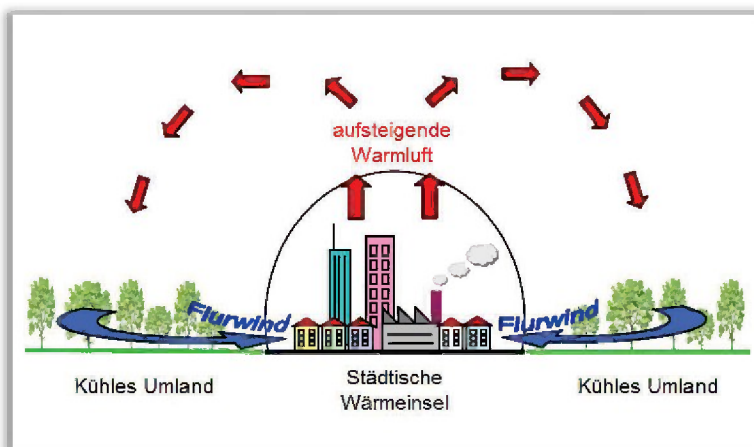 aufsteigende
Warmluft
Flurwind
Flurwind
Kühles Umland
Städtische
Wärmeinsel
Kühles Umland